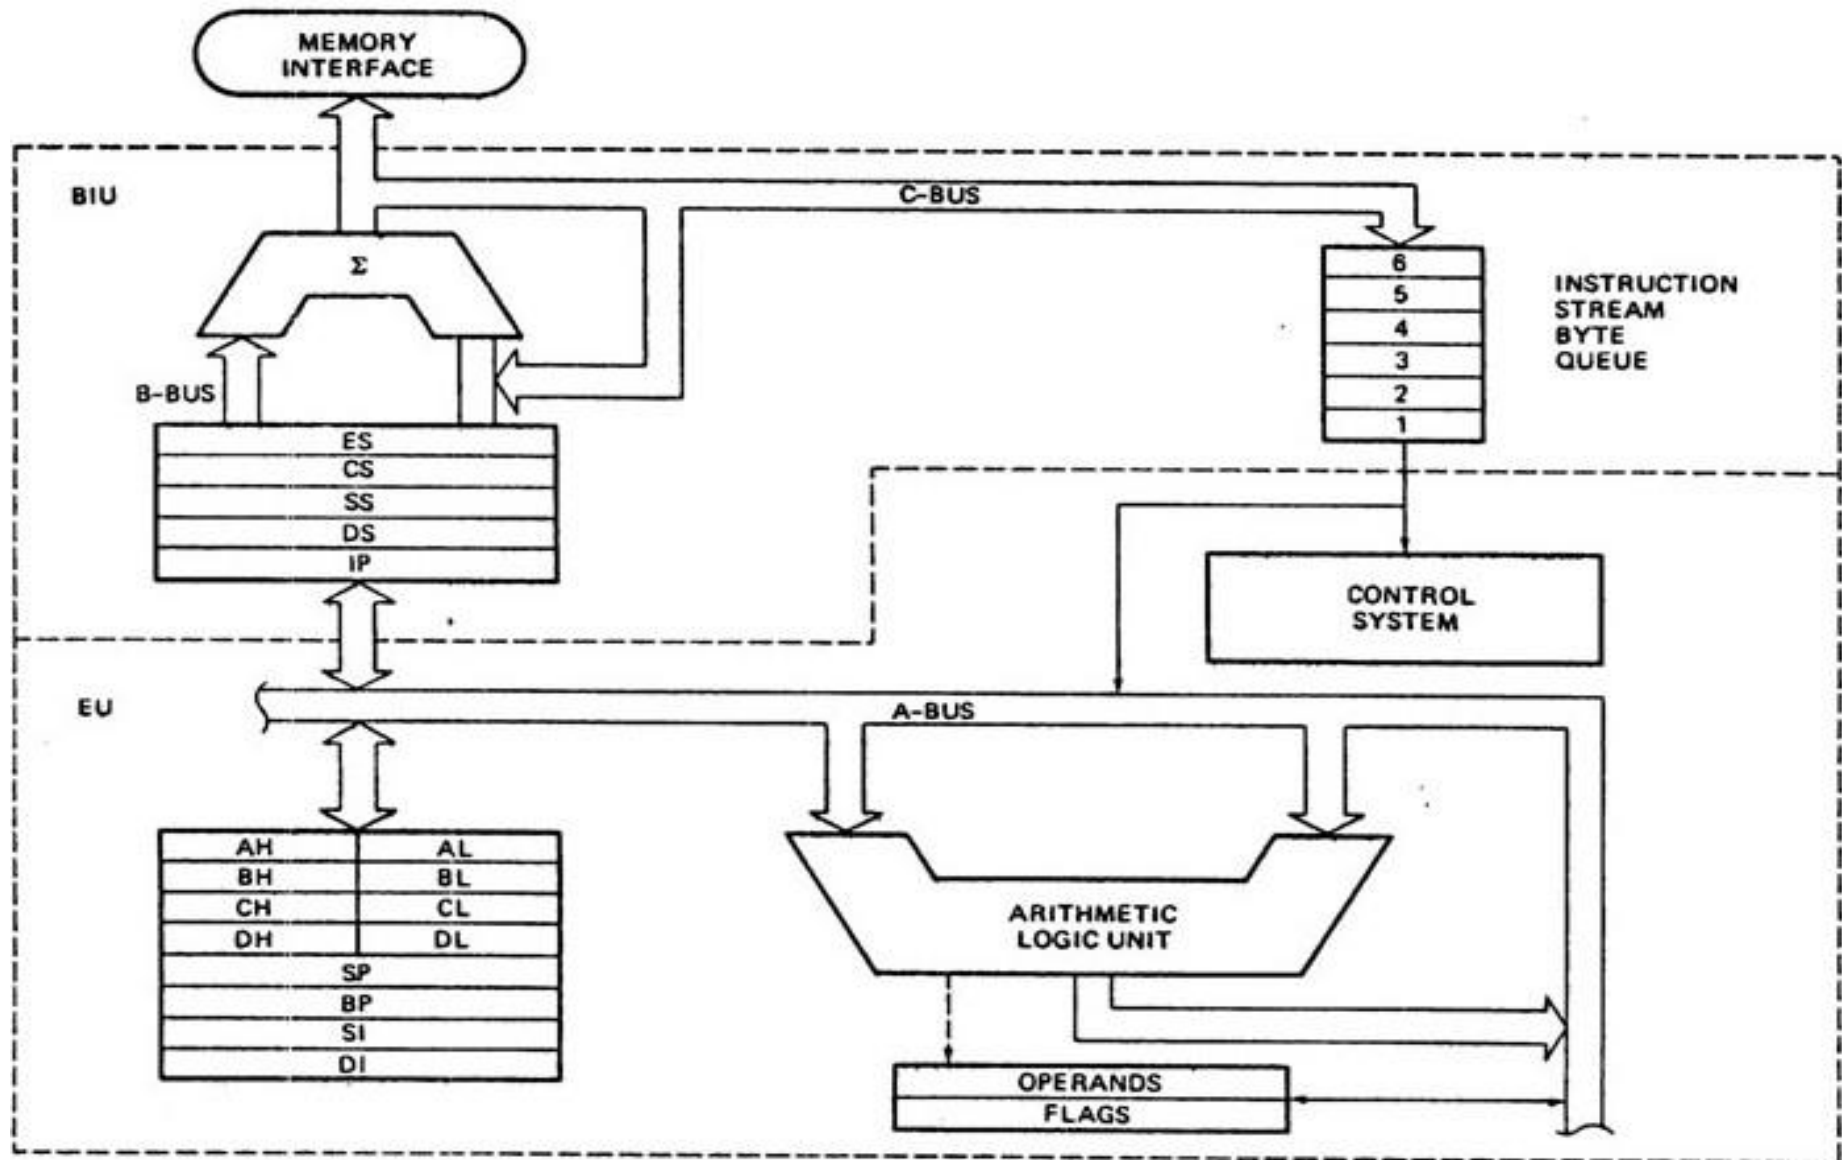 MEMORY
INTERFACE
BIU
C-BUS
Σ
B-BUS
6
5
4
3
2
1
INSTRUCTION
STREAM
BYTE
QUEUE
ES
CS
SS
DS
IP
CONTROL
SYSTEM
EU
A-BUS
AH AL
BH BL
CH CL
DH DL
SP
BP
SI
DI
ARITHMETIC
LOGIC UNIT
OPERANDS
FLAGS